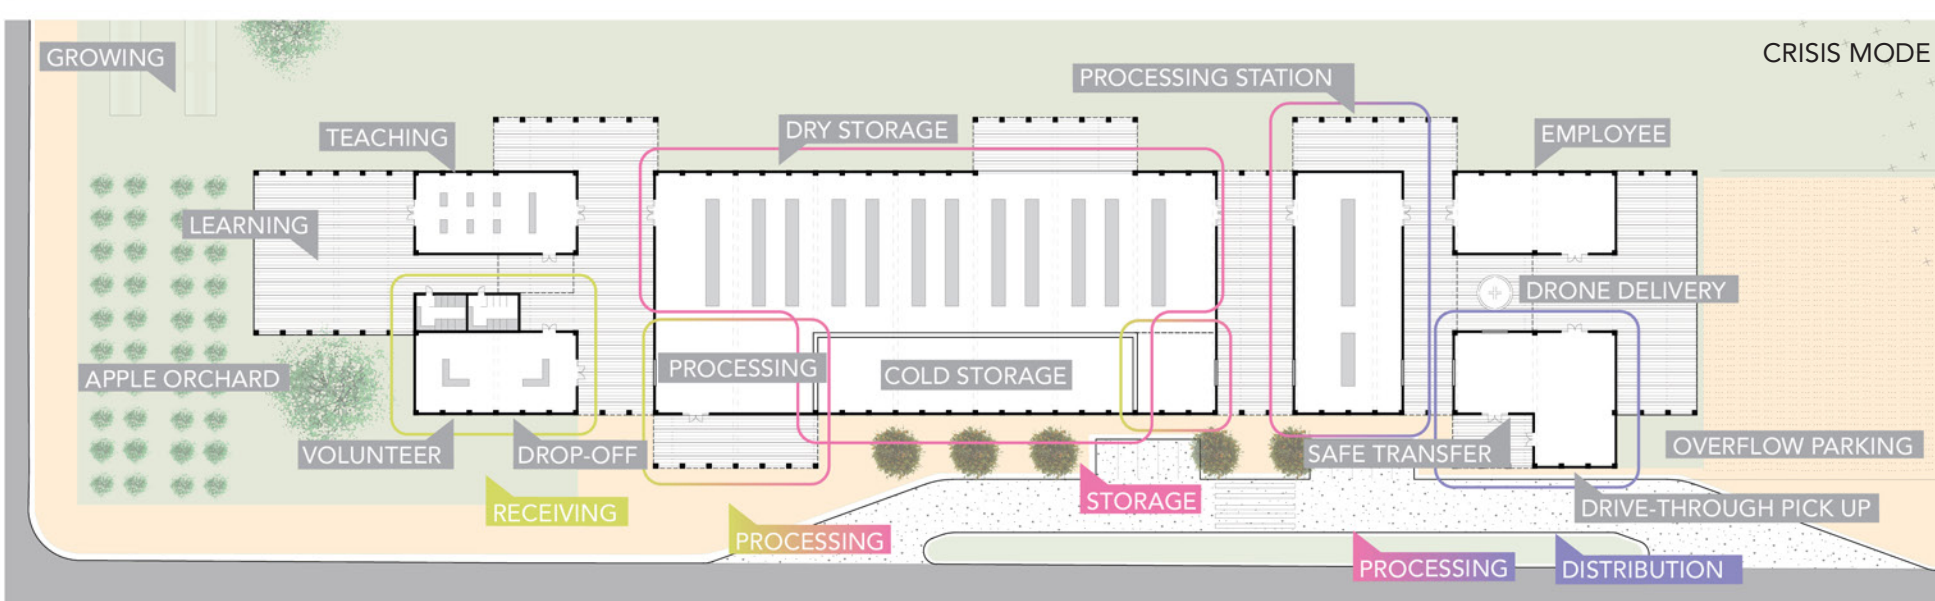 GROWING
CRISIS MODE
PROCESSING STATION
TEACHING
DRY STORAGE
EMPLOYEE
LEARNING
DRONE DELIVERY
APPLE ORCHARD
PROCESSING
COLD STORAGE
VOLUNTEER
DROP-OFF
SAFE TRANSFER
OVERFLOW PARKING
RECEIVING
STORAGE
DRIVE-THROUGH PICK UP
PROCESSING
PROCESSING
DISTRIBUTION